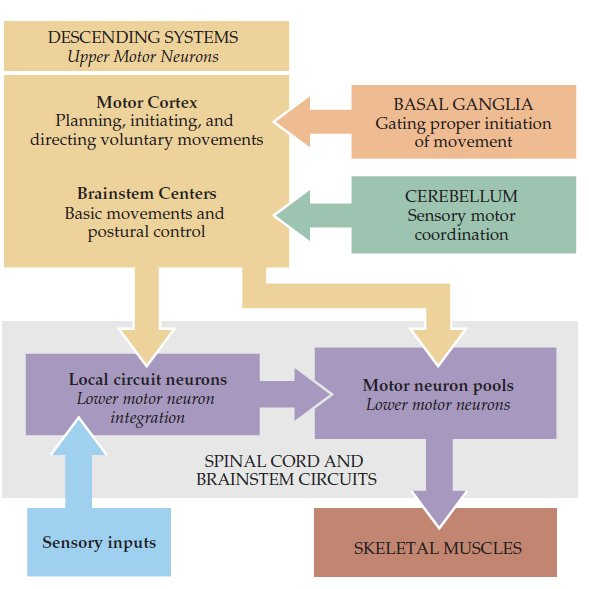 DESCENDING SYSTEMS
Upper Motor Neurons
Motor Cortex
Planning, initiating, and
directing voluntary movements
Brainstem Centers
Basic movements and
postural control
BASAL GANGLIA
Gating proper initiation
of movement
CEREBELLUM
Sensory motor
coordination
Local circuit neurons
Lower motor neuron
integration
Motor neuron pools
Lower motor neurons
SPINAL CORD AND
BRAINSTEM CIRCUITS
Sensory inputs
SKELETAL MUSCLES